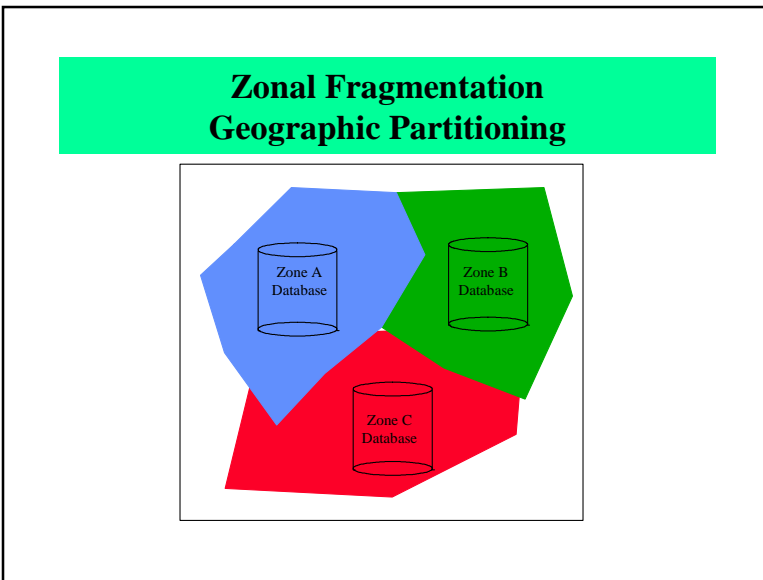 Zonal Fragmentation
Geographic Partitioning
Zone A
Database
Zone B
Database
Zone C
Database